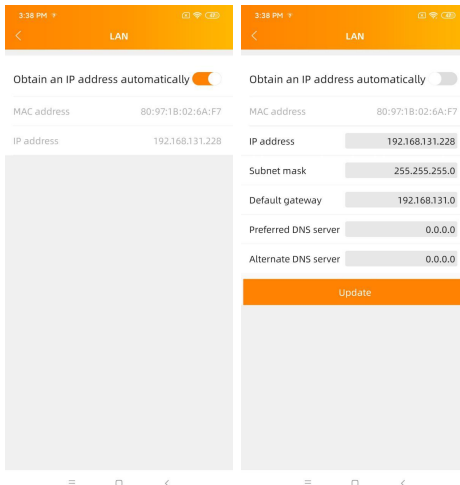 3:38 PM
LAN
Obtain an IP address automatically
MAC address 80:97:1B:02:6A:F7
IP address 192.168.131.228
3:38 PM
LAN
Obtain an IP address automatically
MAC address 80:97:1B:02:6A:F7
IP address 192.168.131.228
Subnet mask 255.255.255.0
Default gateway 192.168.131.0
Preferred DNS server 0.0.0.0
Alternate DNS server 0.0.0.0
Update